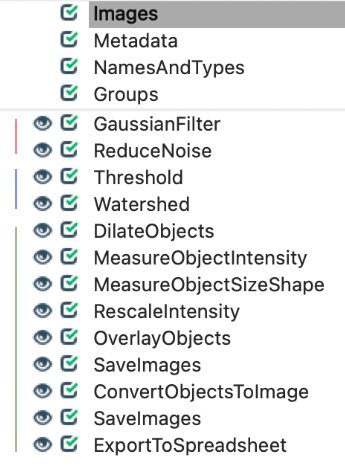 Images
Metadata
NamesAndTypes
Groups
GaussianFilter
ReduceNoise
Threshold
Watershed
DilateObjects
MeasureObjectIntensity
MeasureObjectSizeShape
RescaleIntensity
OverlayObjects
SaveImages
ConvertObjectsToImage
SaveImages
ExportToSpreadsheet